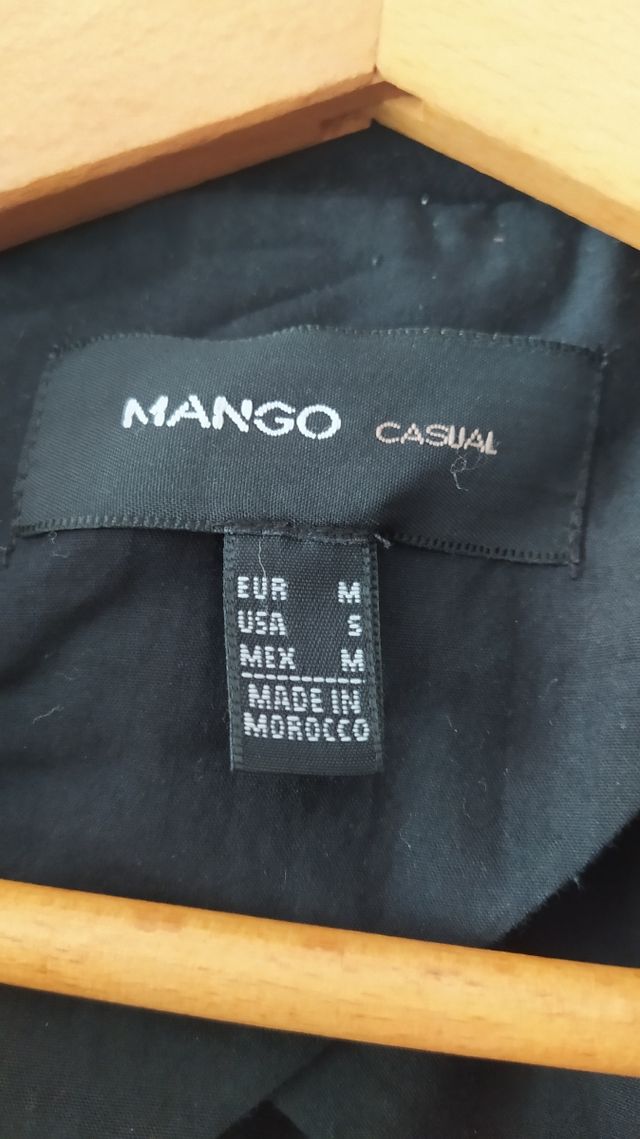 MANGO CASUAL
EUR M
USA S
MEX M
MADE IN
MOROCCO